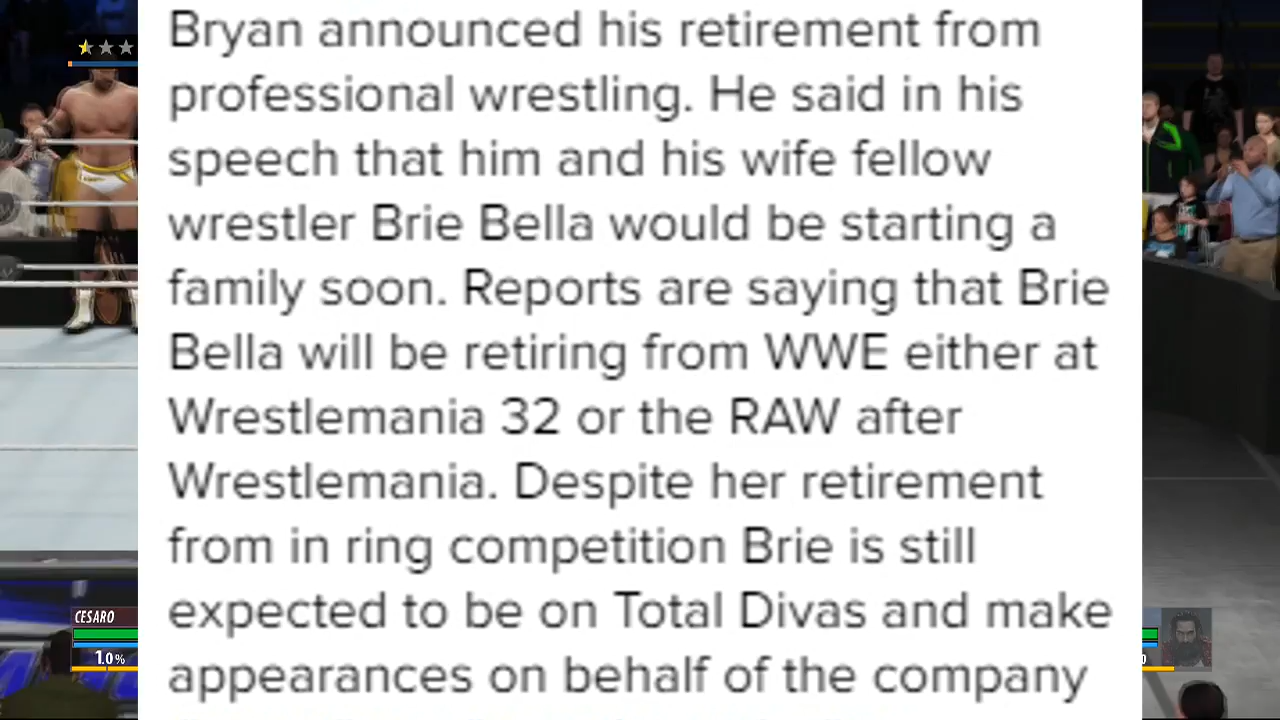 Bryan announced his retirement from
professional wrestling. He said in his
speech that him and his wife fellow
wrestler Brie Bella would be starting a
family soon. Reports are saying that Brie
Bella will be retiring from WWE either at
Wrestlemania 32 or the RAW after
Wrestlemania. Despite her retirement
from in ring competition Brie is still
expected to be on Total Divas and make
appearances on behalf of the company
CESARO
1.0%